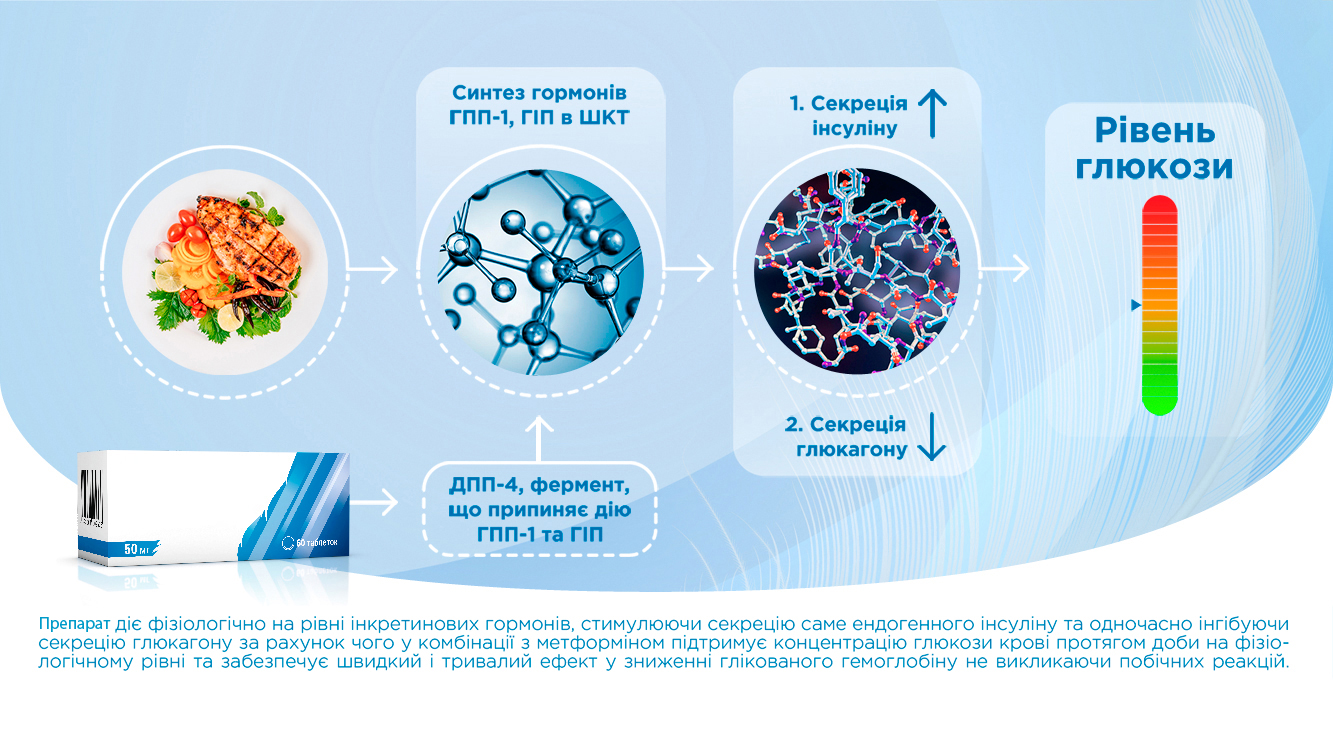 Синтез гормонів
ГПП-1, ГІП в ШКТ
1. Секреція
інсуліну
Рівень
глюкози
2. Секреція
глюкагону
ДПП-4, фермент,
що припиняє дію
ГПП-1 та ГІП
50 мг
60 таблеток
Препарат діє фізіологічно на рівні інкретинових гормонів, стимулюючи секрецію саме ендогенного інсуліну та одночасно інгібуючи
секрецію глюкагону за рахунок чого у комбінації з метформіном підтримує концентрацію глюкози крові протягом доби на фізіо-
логічному рівні та забезпечує швидкий і тривалий ефект у зниженні глікованого гемоглобіну не викликаючи побічних реакцій.